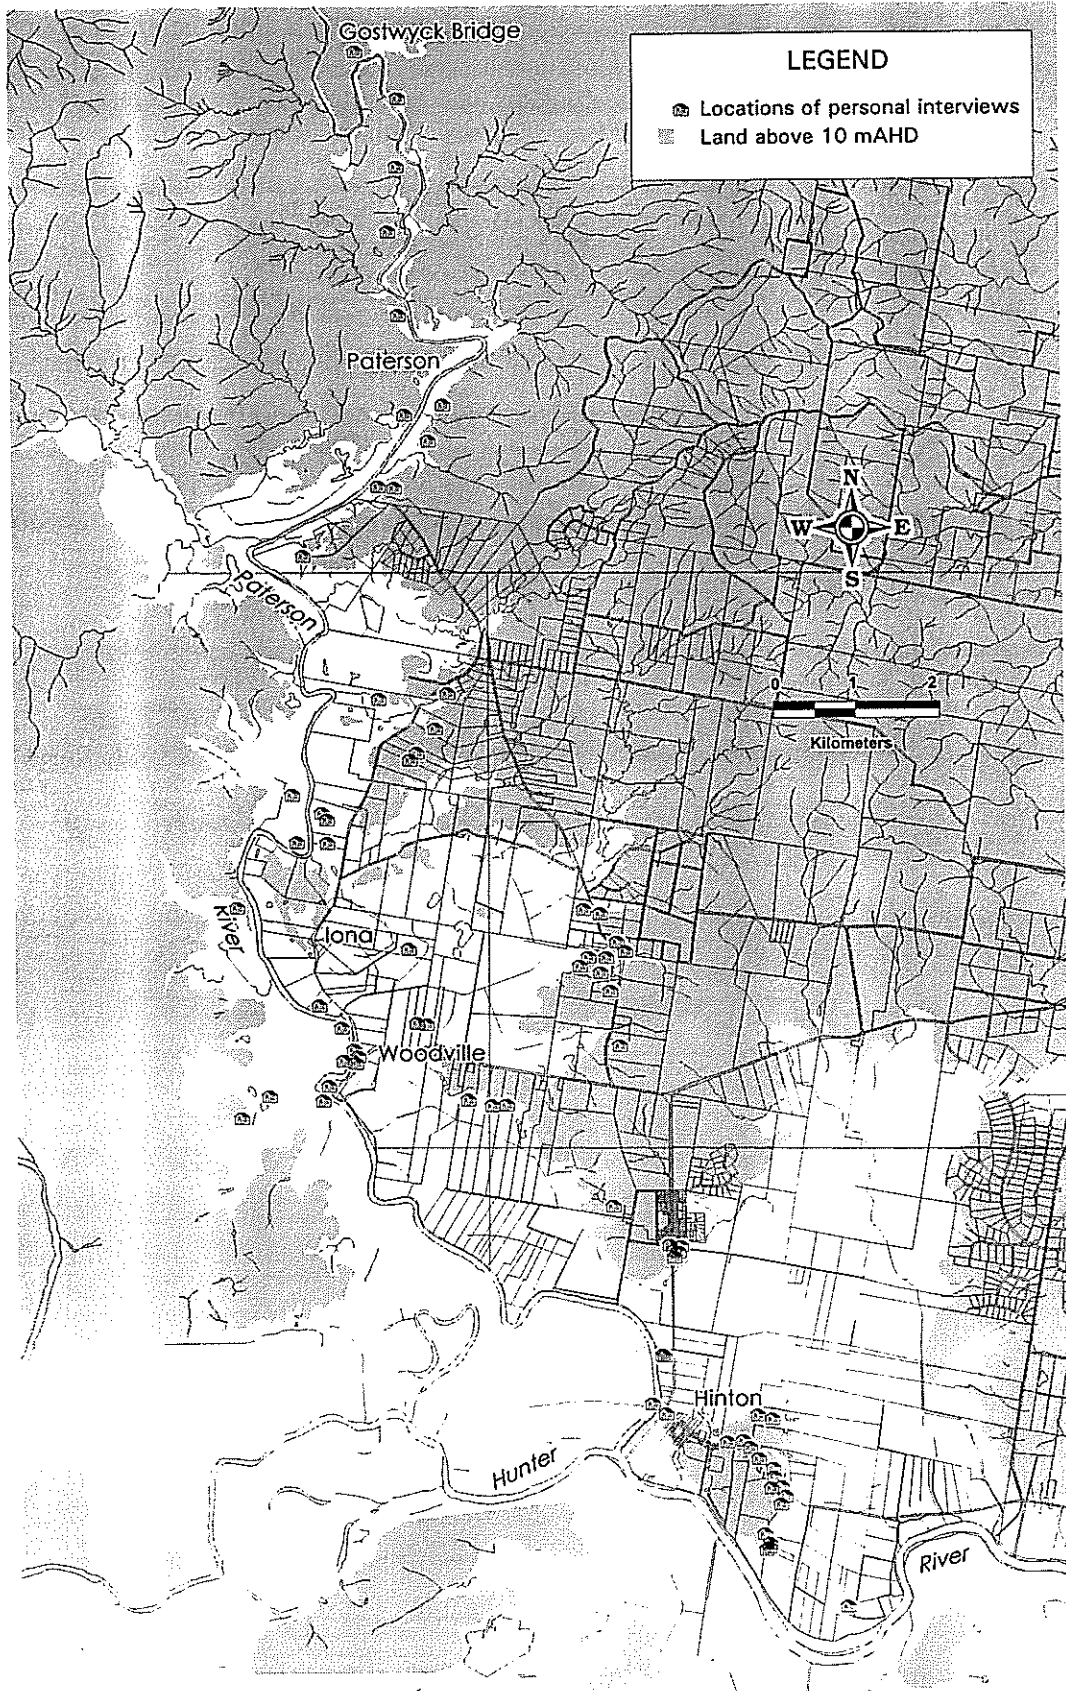 Gostwyck Bridge
LEGEND
Locations of personal interviews
Land above 10 mAHD
Paterson
N
W E
S
Paterson
0 1 2
Kilometers
River
Iona
Woodville
Hinton
Hunter
River